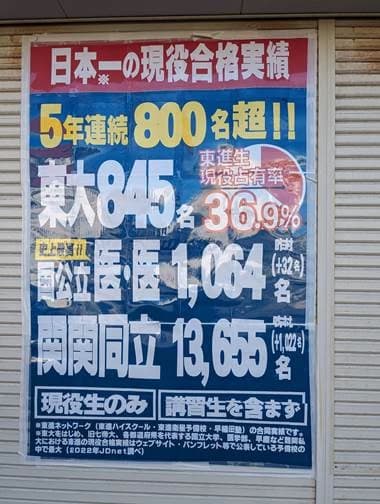 日本一※の現役合格実績
5年連続800名超!!
東進生
現役占有率
36.9%
東大845名
史上最高!!
国公立医・医1,064名
(+32名)
関関同立13,655名
(+1,022名)
現役生のみ
講習生を含まず
※東進ネットワーク(東進ハイスクール・東進衛星予備校・早稲田塾)の合同実績です。
※東大をはじめ、旧七帝大、各都道府県を代表する国立大学、医学部、早慶など難関私
大における東進の現役合格実績はウェブサイト・パンフレット等で公表している予備校の
中で最大(2022年JDnet調べ)